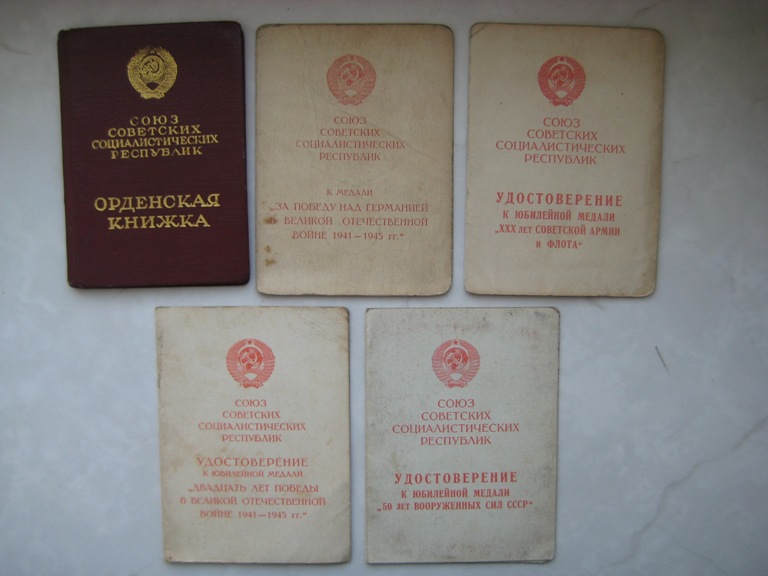 СОЮЗ
СОВЕТСКИХ
СОЦИАЛИСТИЧЕСКИХ
РЕСПУБЛИК
ОРДЕНСКАЯ
КНИЖКА
СОЮЗ
СОВЕТСКИХ
СОЦИАЛИСТИЧЕСКИХ
РЕСПУБЛИК
К МЕДАЛИ
„ЗА ПОБЕДУ НАД ГЕРМАНИЕЙ
В ВЕЛИКОЙ ОТЕЧЕСТВЕННОЙ
ВОЙНЕ 1941—1945 гг.“
СОЮЗ
СОВЕТСКИХ
СОЦИАЛИСТИЧЕСКИХ
РЕСПУБЛИК
УДОСТОВЕРЕНИЕ
К ЮБИЛЕЙНОЙ МЕДАЛИ
„XXX лет СОВЕТСКОЙ АРМИИ
и ФЛОТА“
СОЮЗ
СОВЕТСКИХ
СОЦИАЛИСТИЧЕСКИХ
РЕСПУБЛИК
УДОСТОВЕРЕНИЕ
К ЮБИЛЕЙНОЙ МЕДАЛИ
„ДВАДЦАТЬ ЛЕТ ПОБЕДЫ
В ВЕЛИКОЙ ОТЕЧЕСТВЕННОЙ
ВОЙНЕ 1941—1945 гг.“
СОЮЗ
СОВЕТСКИХ
СОЦИАЛИСТИЧЕСКИХ
РЕСПУБЛИК
УДОСТОВЕРЕНИЕ
К ЮБИЛЕЙНОЙ МЕДАЛИ
„50 лет ВООРУЖЕННЫХ СИЛ СССР“